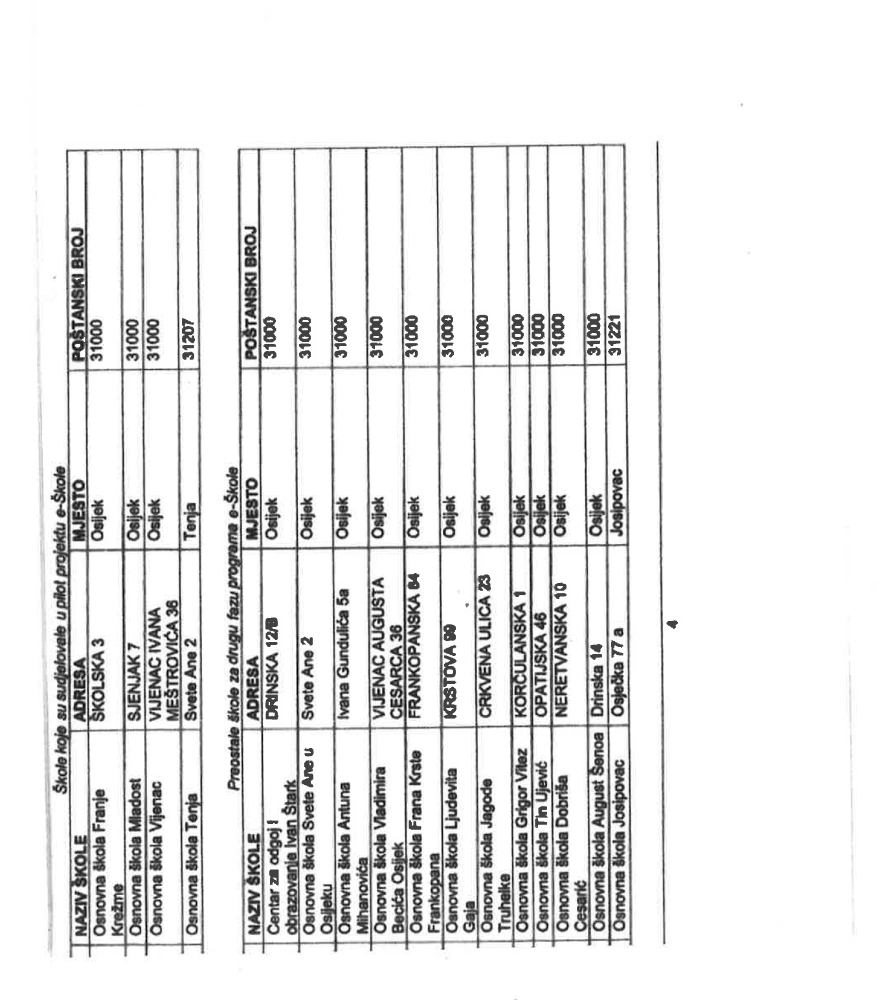 Škole koje su sudjelovale u pilot projektu e-Škole
NAZIV ŠKOLE ADRESA MJESTO POŠTANSKI BROJ
Osnovna škola Franje ŠKOLSKA 3 Osijek 31000
Krežme
Osnovna škola Mladost SJENJAK 7 Osijek 31000
Osnovna škola Vijenac VIJENAC IVANA Osijek 31000
MEŠTROVIĆA 36
Osnovna škola Tenja Svete Ane 2 Tenja 31207
Preostale škole za drugu fazu programa e-Škole
NAZIV ŠKOLE ADRESA MJESTO POŠTANSKI BROJ
Centar za odgoj i DRINSKA 12/B Osijek 31000
obrazovanje Ivan Štark
Osnovna škola Svete Ane u Svete Ane 2 Osijek 31000
Osijeku
Osnovna škola Antuna Ivana Gundulića 5a Osijek 31000
Mihanovića
Osnovna škola Vladimira VIJENAC AUGUSTA Osijek 31000
Becića Osijek CESARCA 36
Osnovna škola Frana Krste FRANKOPANSKA 64 Osijek 31000
Frankopana
Osnovna škola Ljudevita KRSTOVA 99 Osijek 31000
Gaja
Osnovna škola Jagode CRKVENA ULICA 23 Osijek 31000
Truhelke
Osnovna škola Grigor Vitez KORČULANSKA 1 Osijek 31000
Osnovna škola Tin Ujević OPATIJSKA 46 Osijek 31000
Osnovna škola Dobriša NERETVANSKA 10 Osijek 31000
Cesarić
Osnovna škola August Šenoa Drinska 14 Osijek 31000
Osnovna škola Josipovac Osječka 77 a Josipovac 31221
4